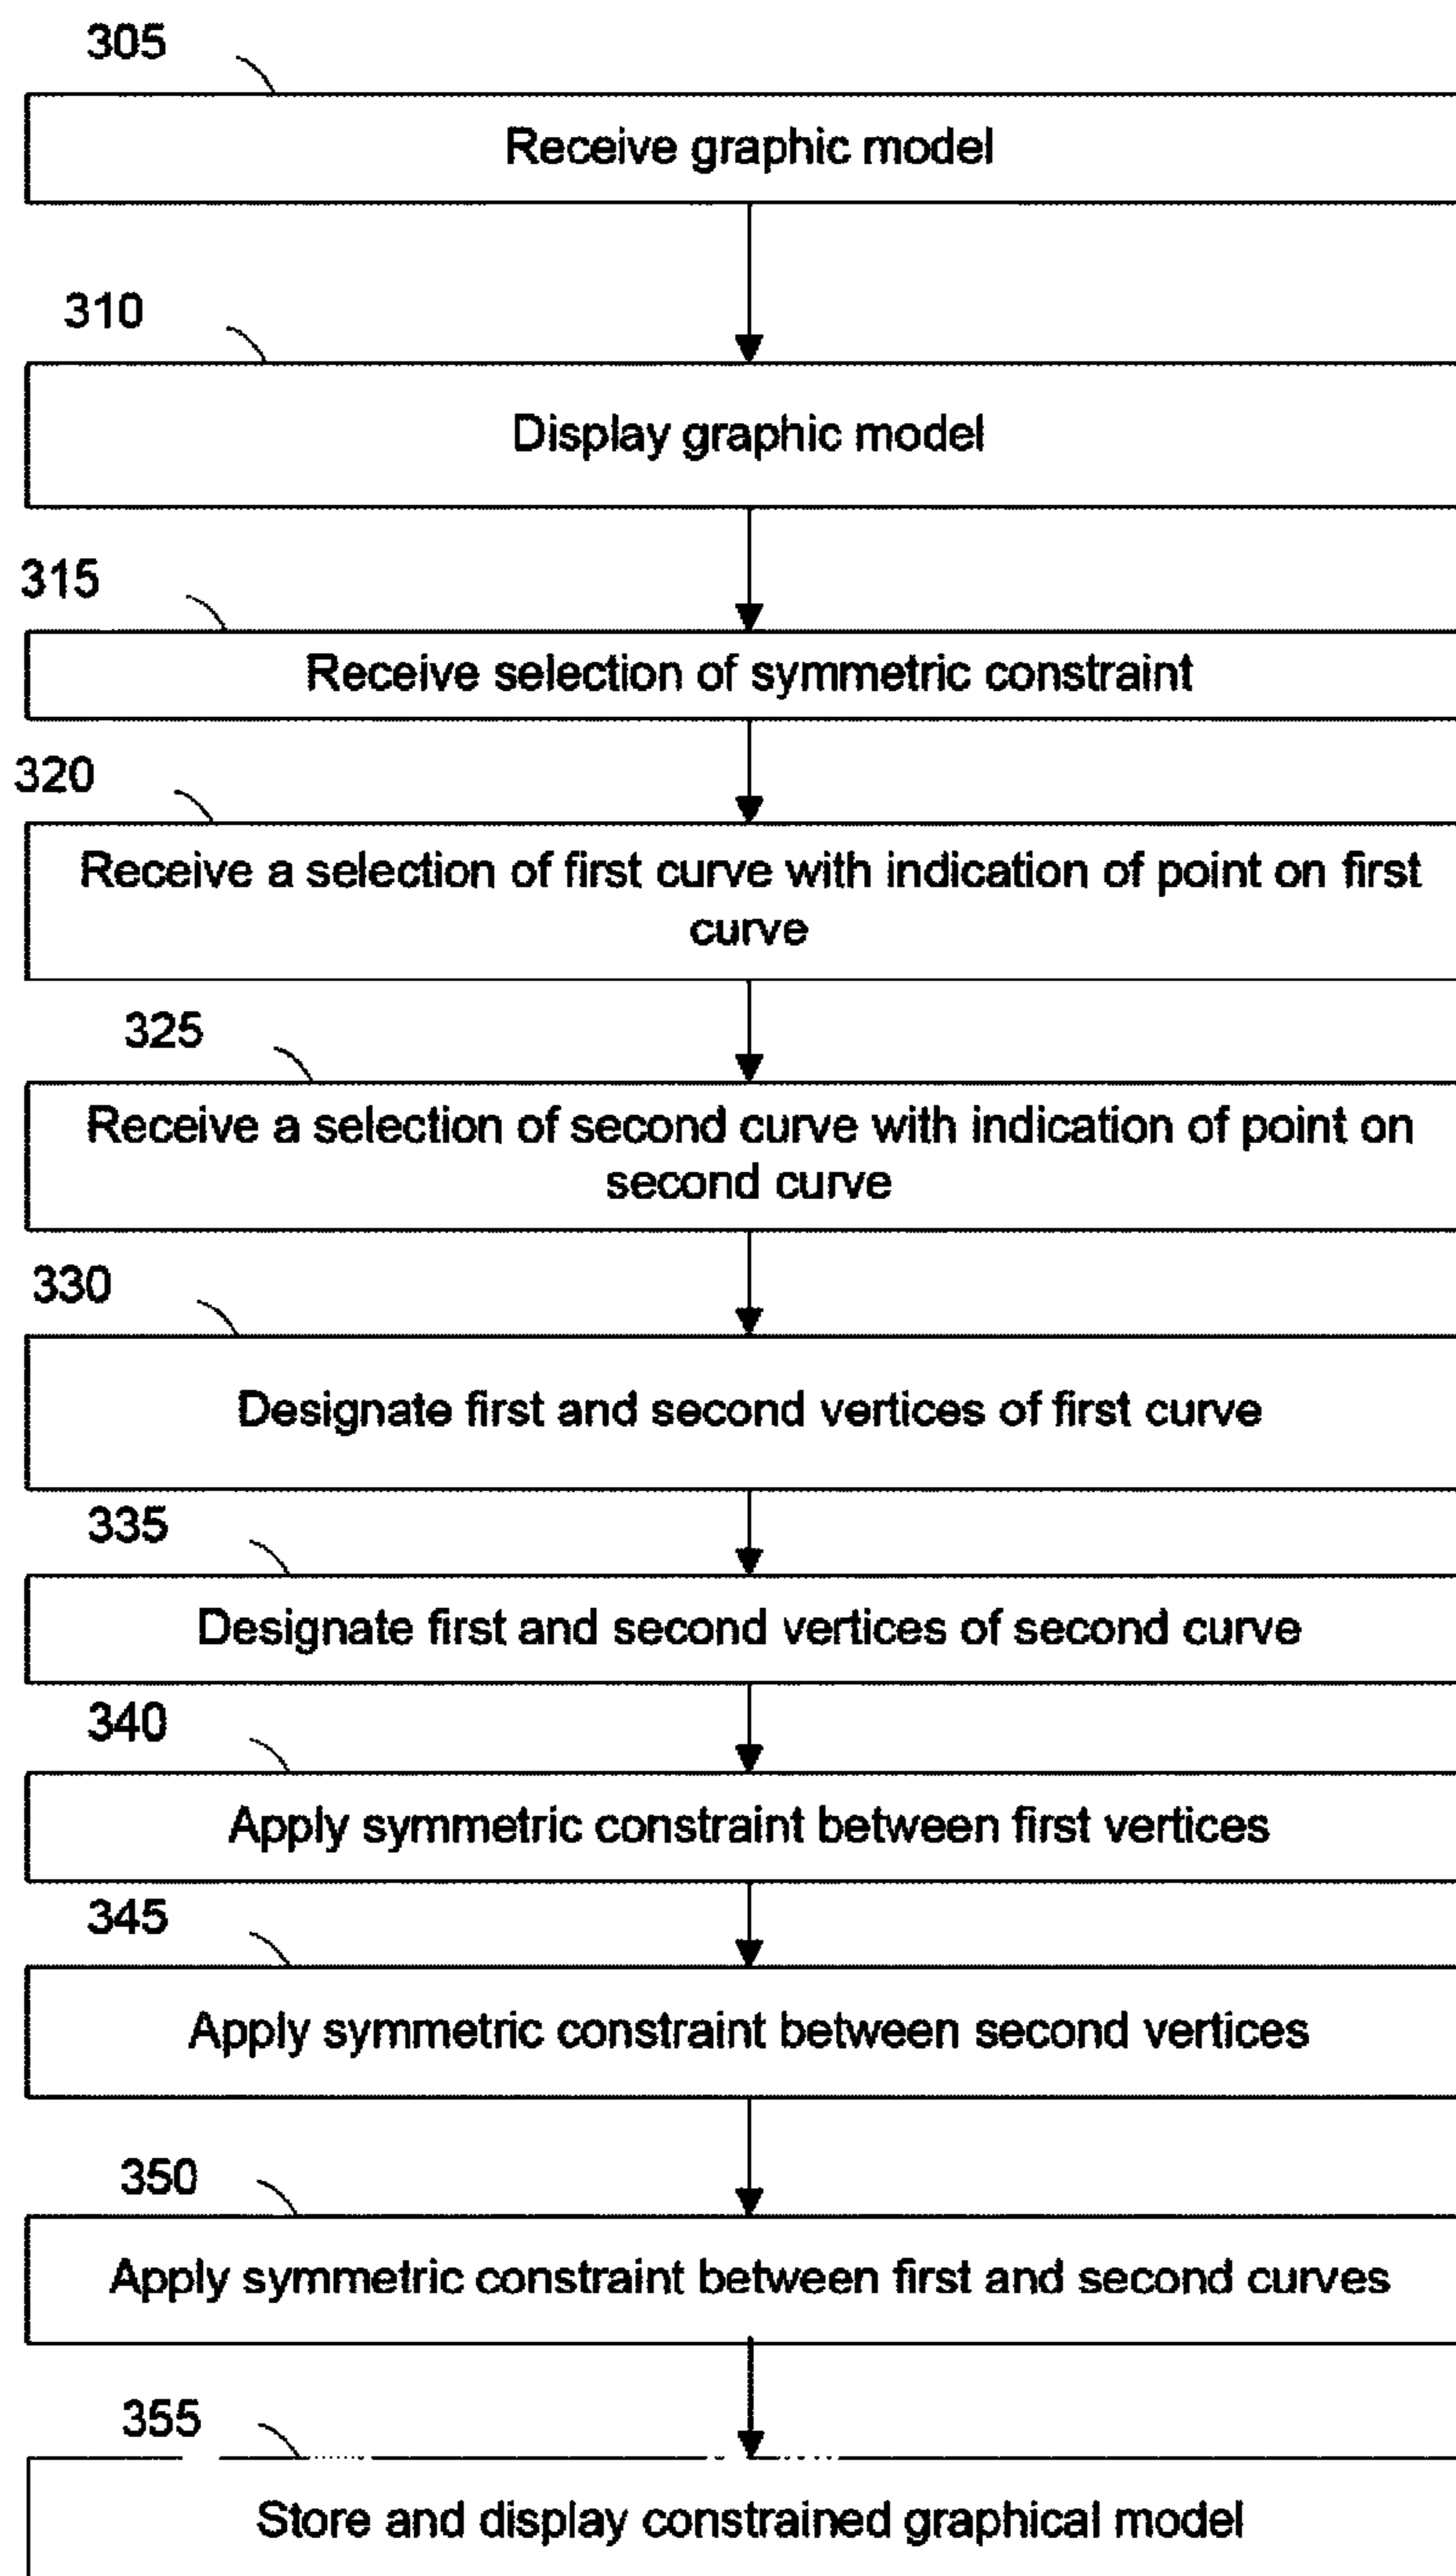 305
Receive graphic model
310
Display graphic model
315
Receive selection of symmetric constraint
320
Receive a selection of first curve with indication of point on first
curve
325
Receive a selection of second curve with indication of point on
second curve
330
Designate first and second vertices of first curve
335
Designate first and second vertices of second curve
340
Apply symmetric constraint between first vertices
345
Apply symmetric constraint between second vertices
350
Apply symmetric constraint between first and second curves
355
Store and display constrained graphical model